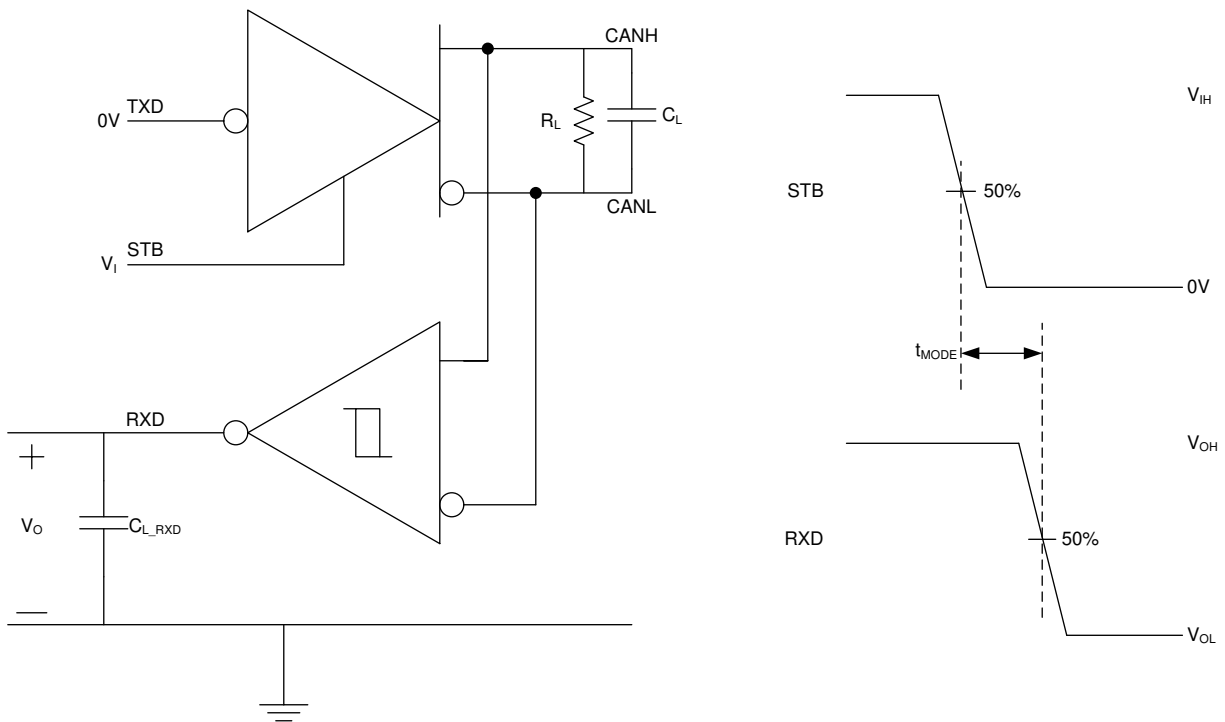 CANH
TXD
0V
R_L
C_L
CANL
STB
V_I
RXD
+
V_O
C_L_RXD
—
V_IH
STB
50%
0V
t_MODE
V_OH
RXD
50%
V_OL